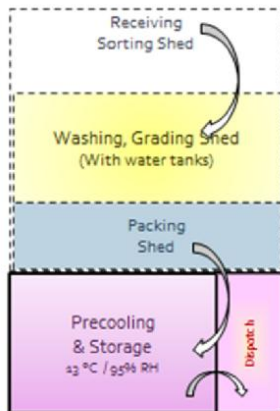 Receiving
Sorting Shed
Washing, Grading Shed
(With water tanks)
Packing
Shed
Precooling
& Storage
13 °C / 95% RH
Dispatch